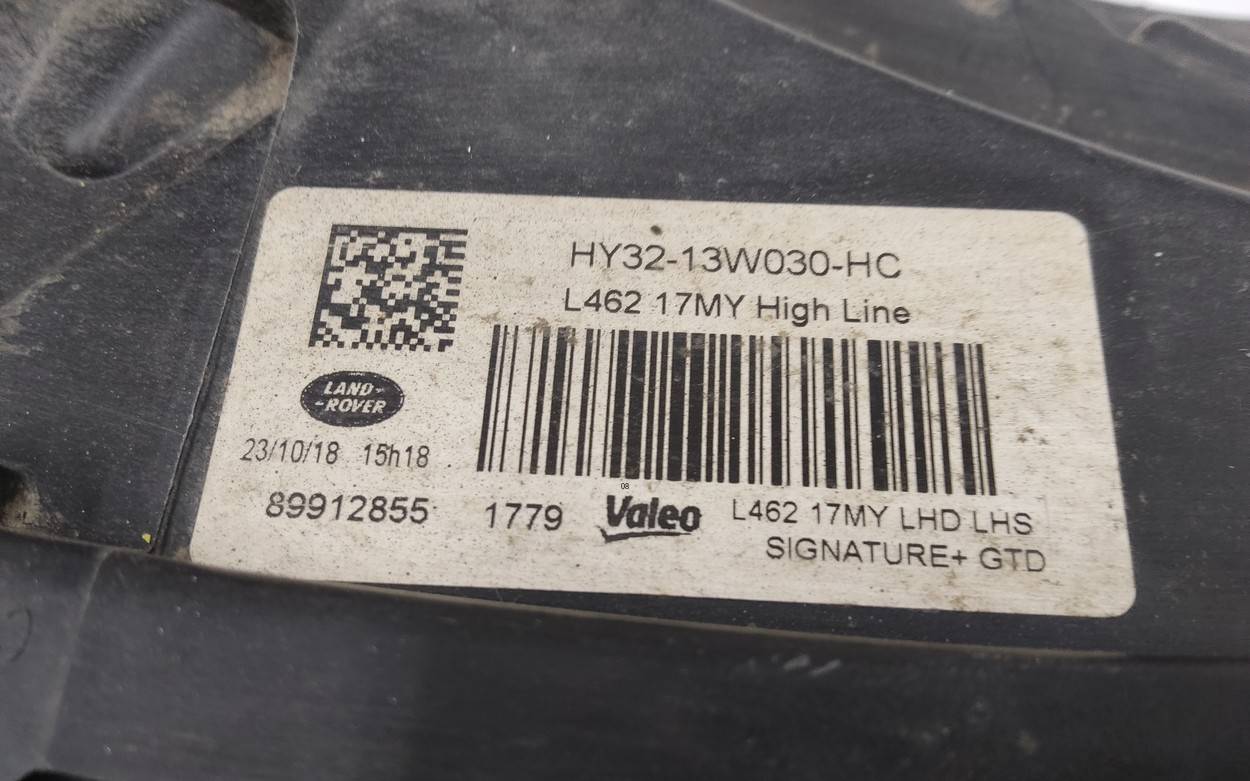 HY32-13W030-HC
L462 17MY High Line
LAND-
-ROVER
23/10/18 15h18
08
89912855 1779 Valeo L462 17MY LHD LHS
SIGNATURE+ GTD